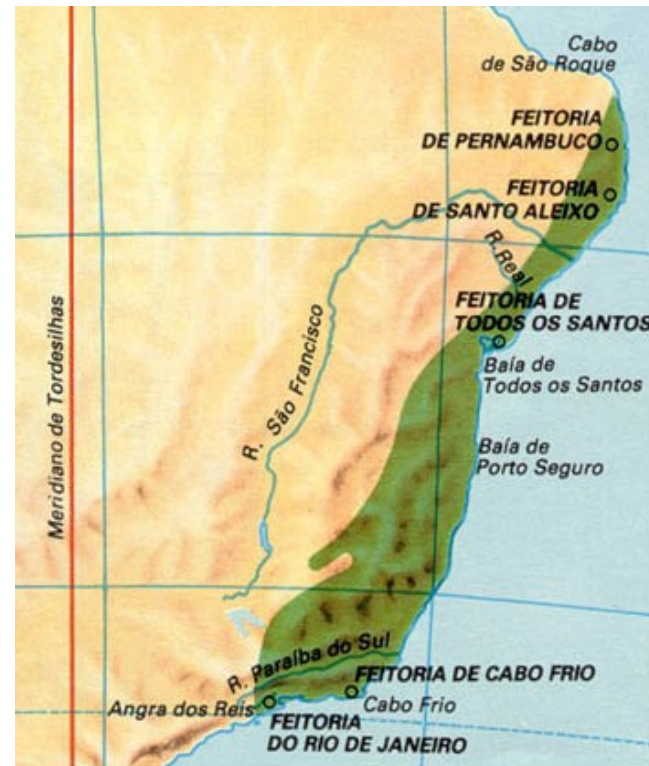 Cabo
de São Roque
FEITORIA
DE PERNAMBUCO
FEITORIA
DE SANTO ALEIXO
R. Real
FEITORIA DE
TODOS OS SANTOS
Baía de
Todos os Santos
R. São Francisco
Meridiano de Tordesilhas
Baía de
Porto Seguro
R. Paraíba do Sul
FEITORIA DE CABO FRIO
Angra dos Reis
Cabo Frio
FEITORIA
DO RIO DE JANEIRO